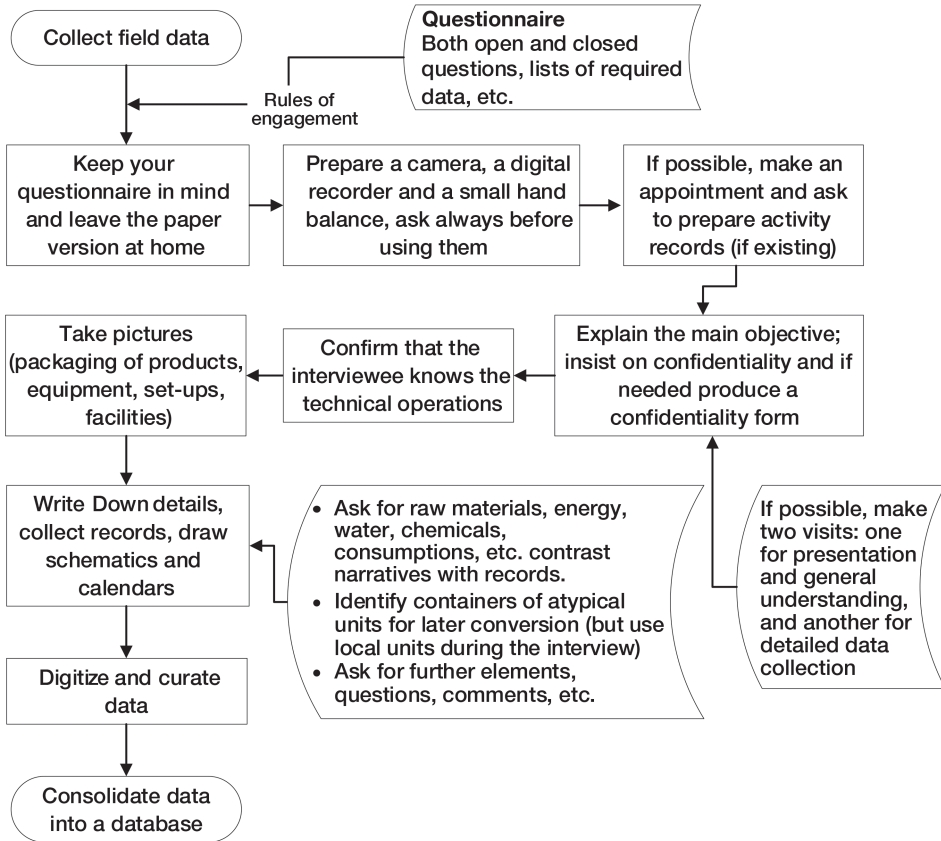 Collect field data
Questionnaire
Both open and closed
questions, lists of required
data, etc.
Rules of
engagement
Keep your
questionnaire in mind
and leave the paper
version at home
Prepare a camera, a digital
recorder and a small hand
balance, ask always before
using them
If possible, make an
appointment and ask
to prepare activity
records (if existing)
Explain the main objective;
insist on confidentiality and if
needed produce a
confidentiality form
Confirm that the
interviewee knows the
technical operations
Take pictures
(packaging of products,
equipment, set-ups,
facilities)
Write Down details,
collect records, draw
schematics and
calendars
• Ask for raw materials, energy,
water, chemicals,
consumptions, etc. contrast
narratives with records.
• Identify containers of atypical
units for later conversion (but use
local units during the interview)
• Ask for further elements,
questions, comments, etc.
If possible, make
two visits: one
for presentation
and general
understanding,
and another for
detailed data
collection
Digitize and curate
data
Consolidate data
into a database